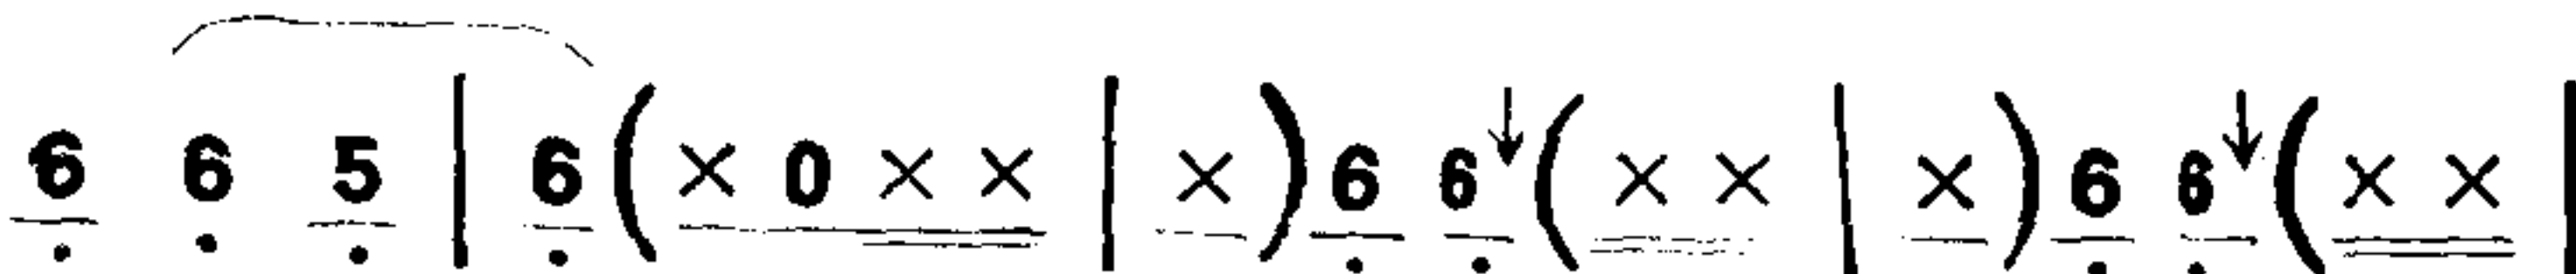 6 6 5 | 6 ( × 0 × × | × ) 6 6 ↓ ( × × | × ) 6 6 ↓ ( × × |